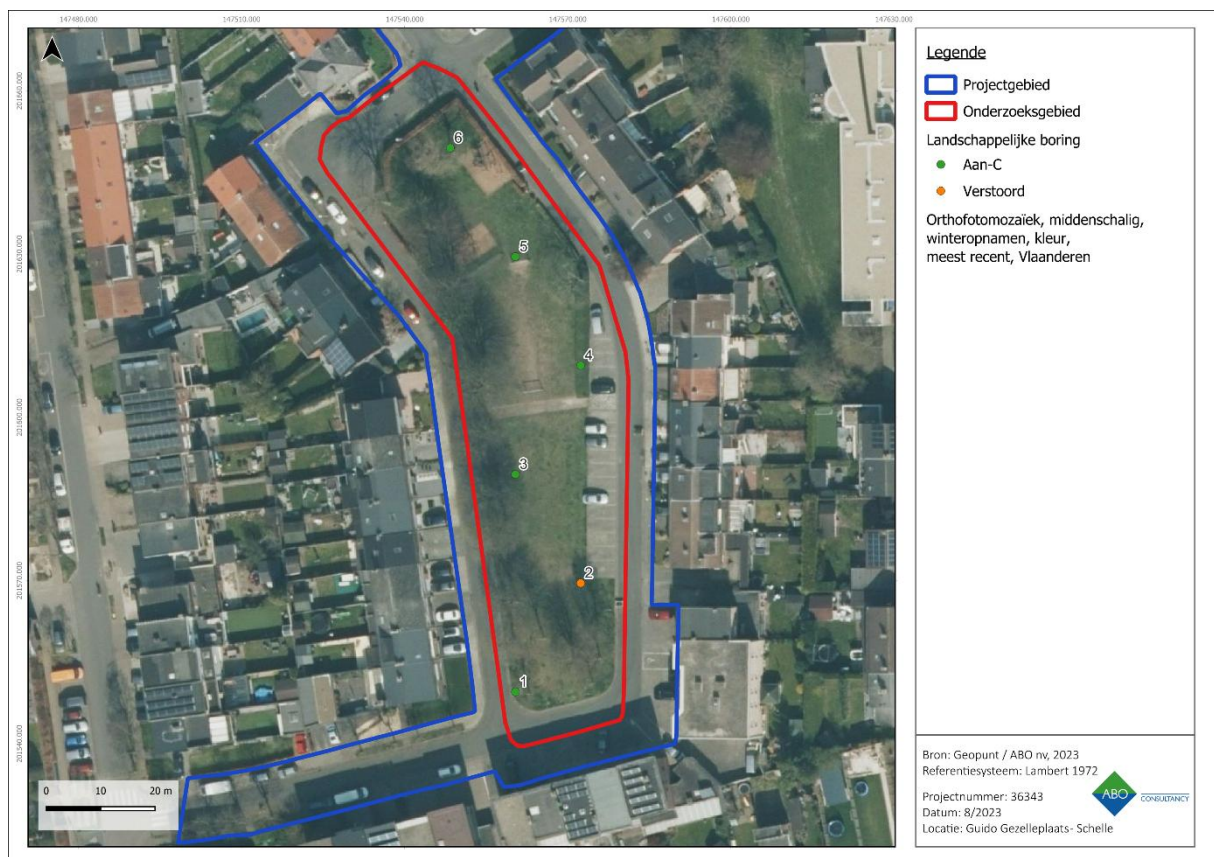 147480.000 147510.000 147540.000 147570.000 147600.000 147630.000
201660.000
201630.000
201600.000
201570.000
201540.000
6
5
4
3
2
1
0 10 20 m
Legende
Projectgebied
Onderzoeksgebied
Landschappelijke boring
Aan-C
Verstoord
Orthofotomozaïek, middenschalig,
winteropnamen, kleur,
meest recent, Vlaanderen
Bron: Geopunt / ABO nv, 2023
Referentiesysteem: Lambert 1972
Projectnummer: 36343
Datum: 8/2023
Locatie: Guido Gezelleplaats- Schelle
ABO CONSULTANCY